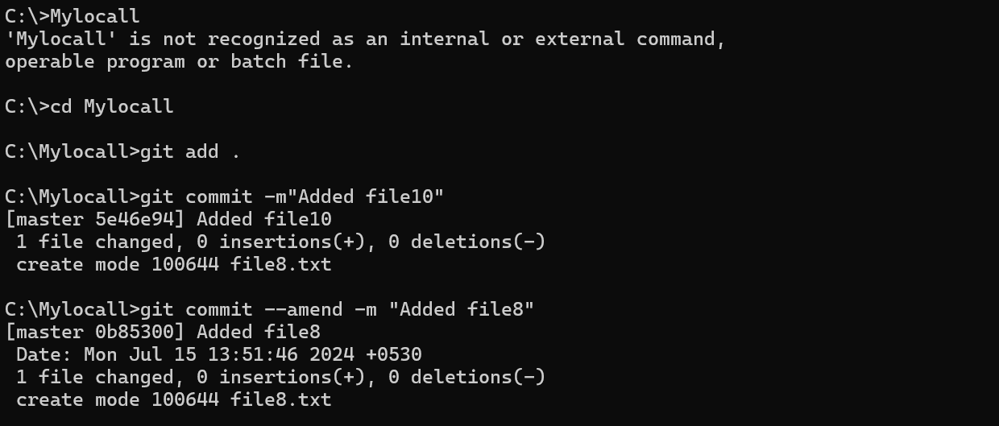 C:\>Mylocall
'Mylocall' is not recognized as an internal or external command,
operable program or batch file.
C:\>cd Mylocall
C:\Mylocall>git add .
C:\Mylocall>git commit -m"Added file10"
[master 5e46e94] Added file10
 1 file changed, 0 insertions(+), 0 deletions(-)
 create mode 100644 file8.txt
C:\Mylocall>git commit --amend -m "Added file8"
[master 0b85300] Added file8
 Date: Mon Jul 15 13:51:46 2024 +0530
 1 file changed, 0 insertions(+), 0 deletions(-)
 create mode 100644 file8.txt